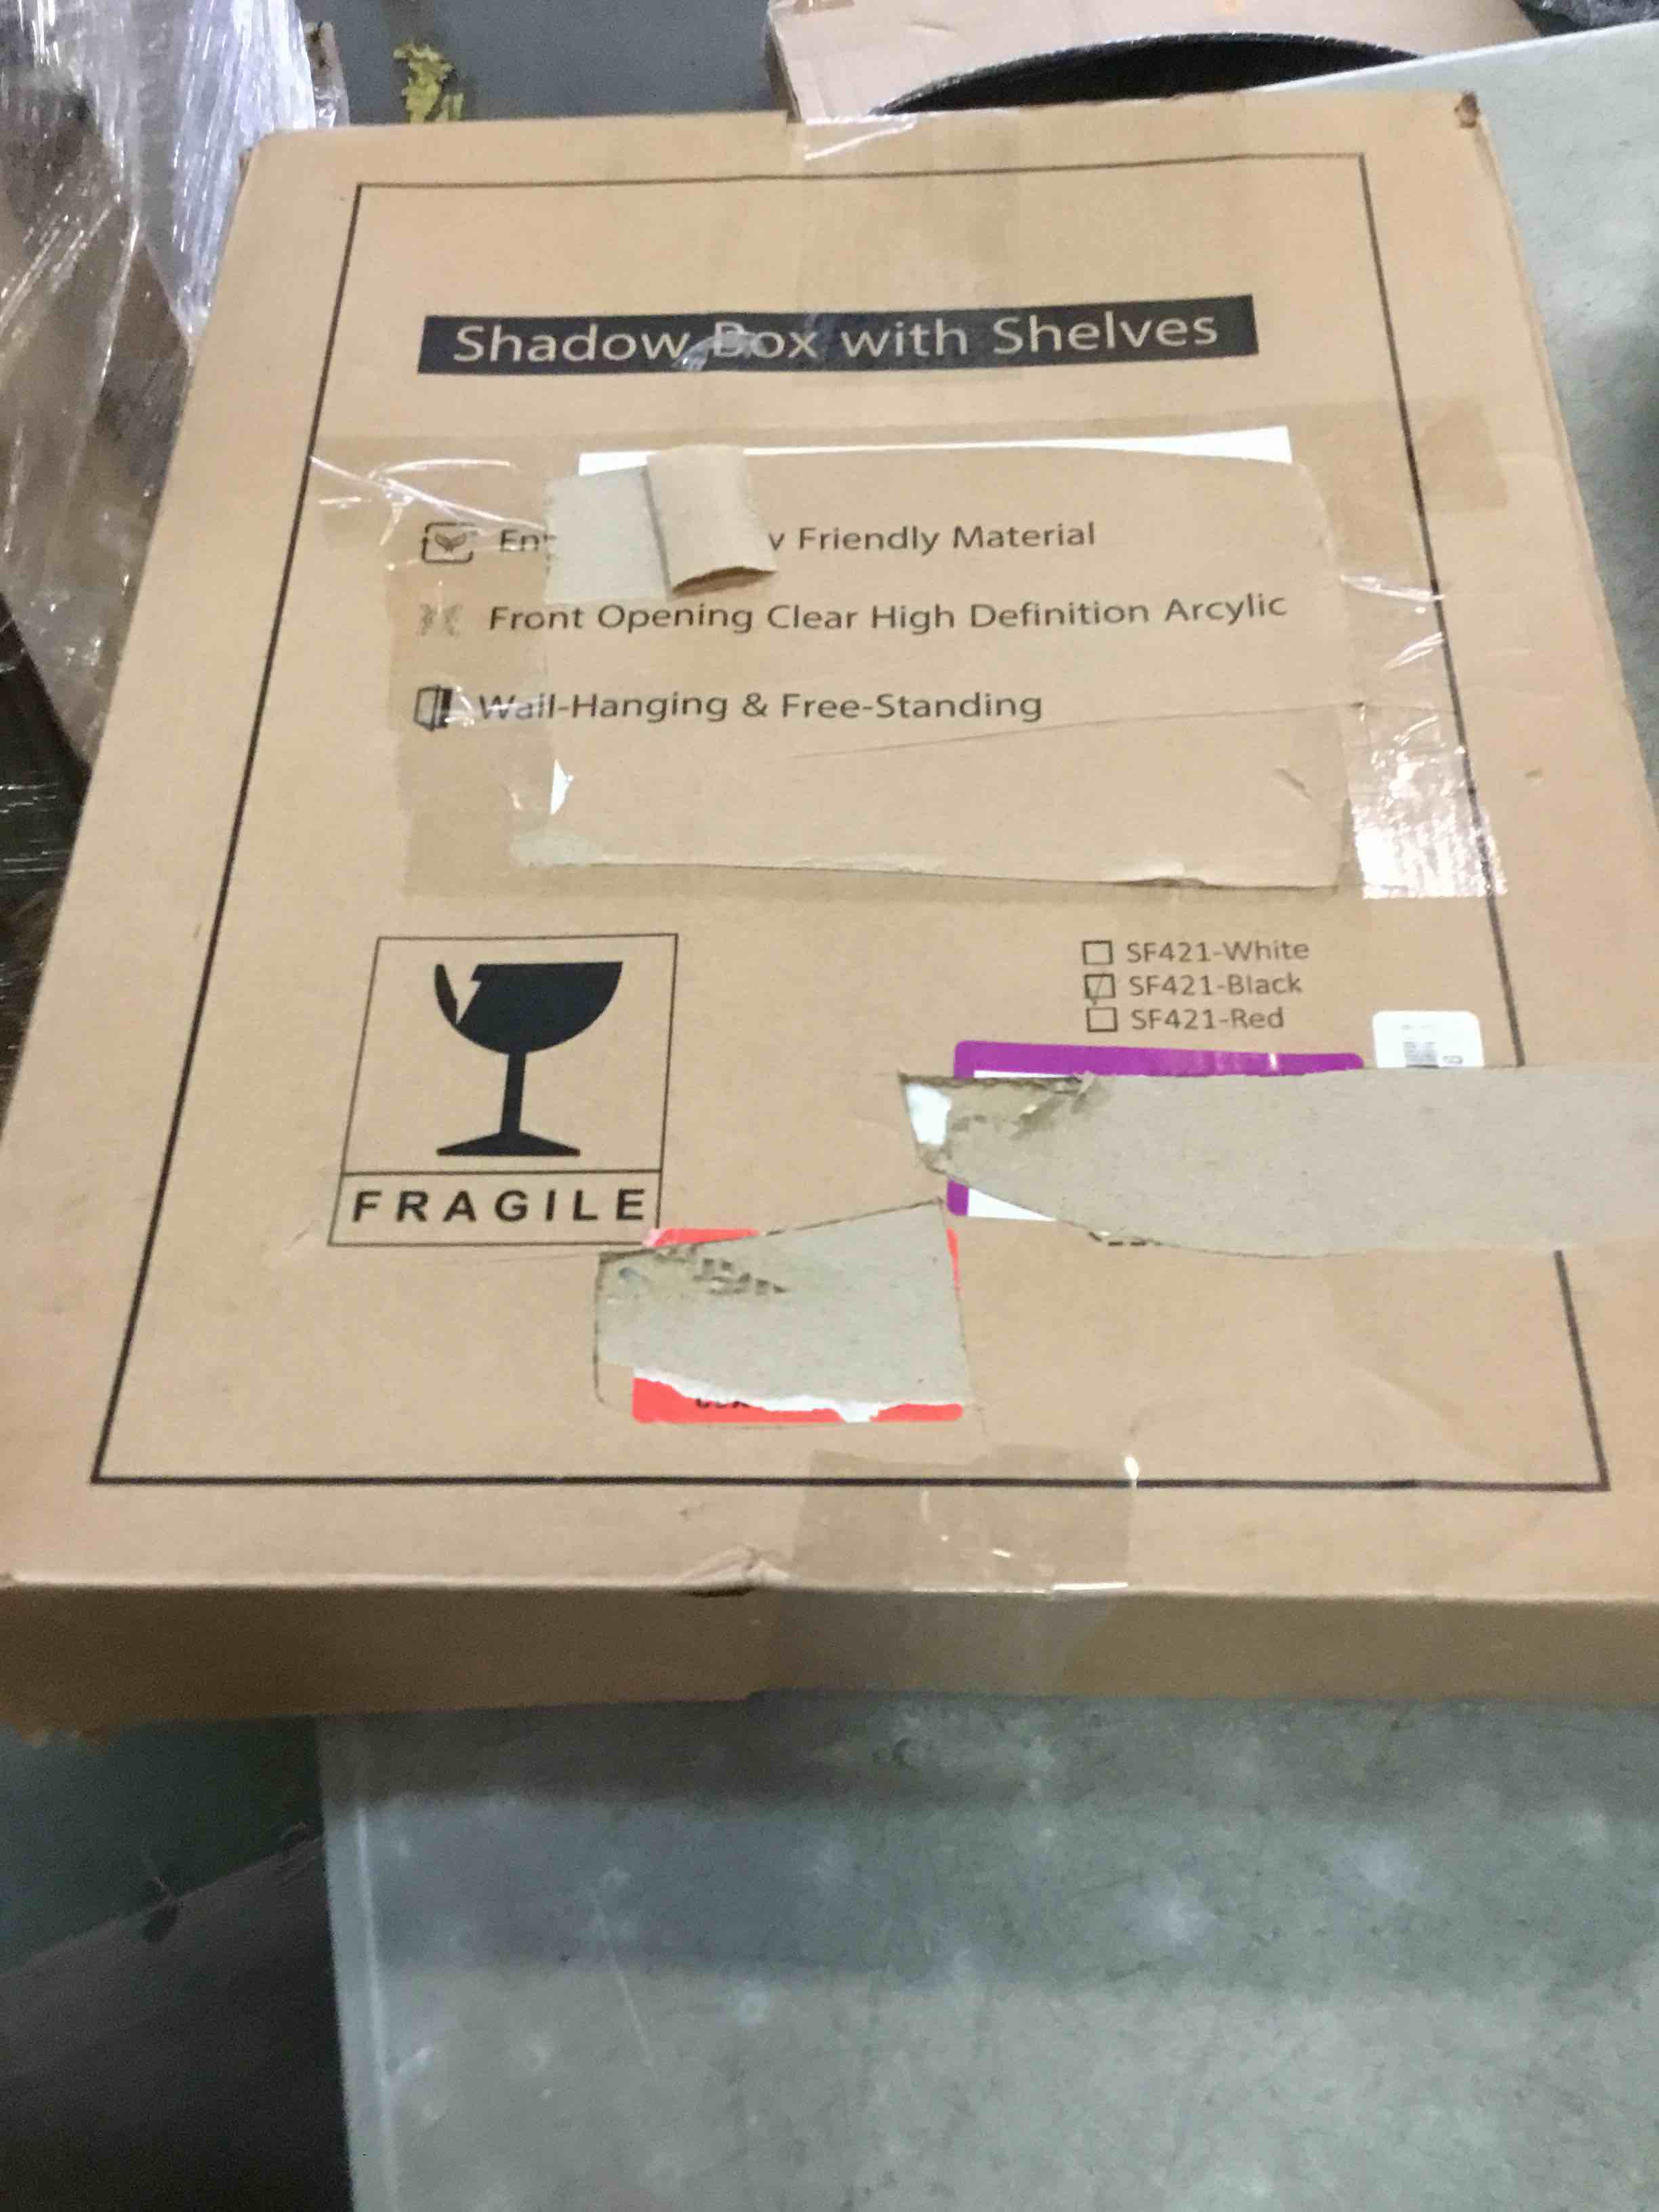 Shadow Box with Shelves
Friendly Material
Front Opening Clear High Definition Arcylic
Wall-Hanging & Free-Standing
SF421-White
SF421-Black
SF421-Red
FRAGILE